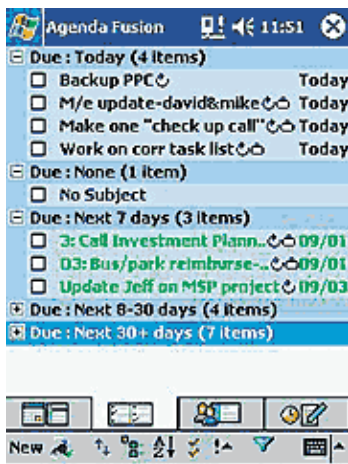 Agenda Fusion 11:51
Due : Today (4 items)
Backup PPC Today
M/e update-david&mike Today
Make one "check up call" Today
Work on corr task list Today
Due : None (1 item)
No Subject
Due : Next 7 days (3 items)
3: Call Investment Plann.. 09/01
03: Bus/park reimburse-.. 09/01
Update Jeff on MSP project 09/03
Due : Next 8-30 days (4 items)
Due : Next 30+ days (7 items)
New